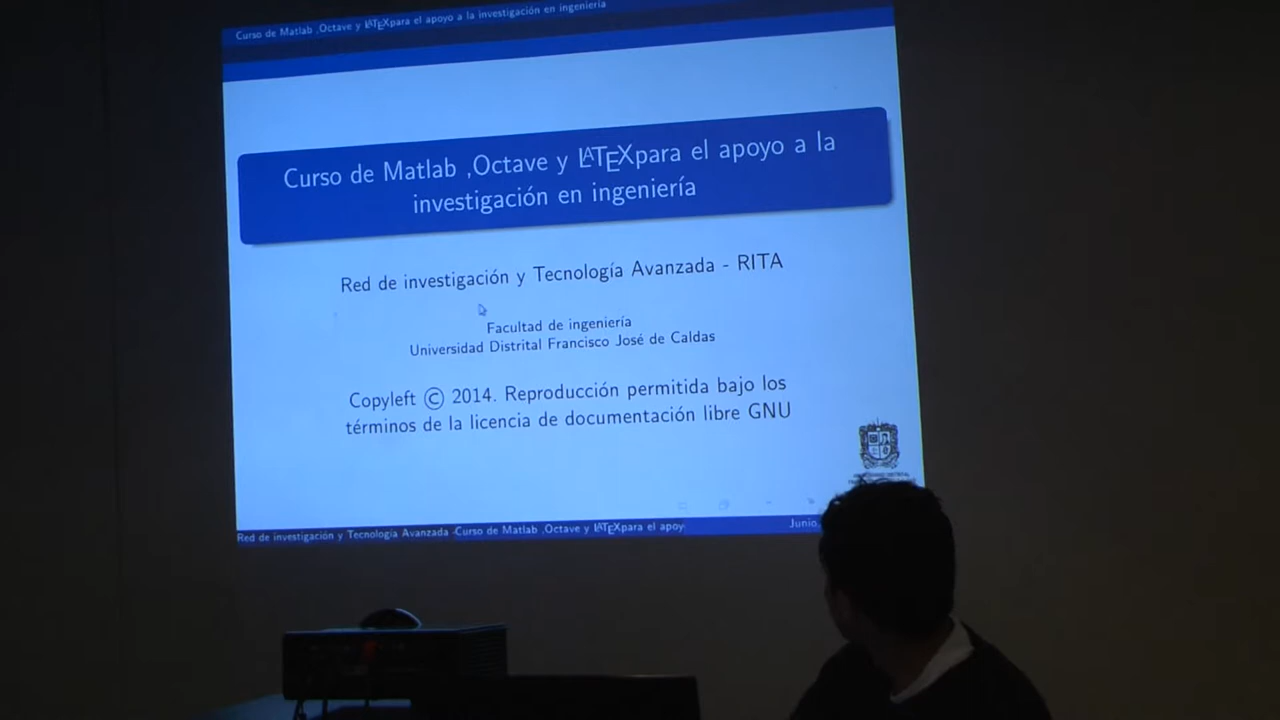 Curso de Matlab ,Octave y LATEXpara el apoyo a la investigación en ingeniería
Curso de Matlab ,Octave y LATEXpara el apoyo a la
investigación en ingeniería
Red de investigación y Tecnología Avanzada - RITA
Facultad de ingeniería
Universidad Distrital Francisco José de Caldas
Copyleft © 2014. Reproducción permitida bajo los
términos de la licencia de documentación libre GNU
Red de investigación y Tecnología Avanzada -Curso de Matlab ,Octave y LATEXpara el apoy
Junio,